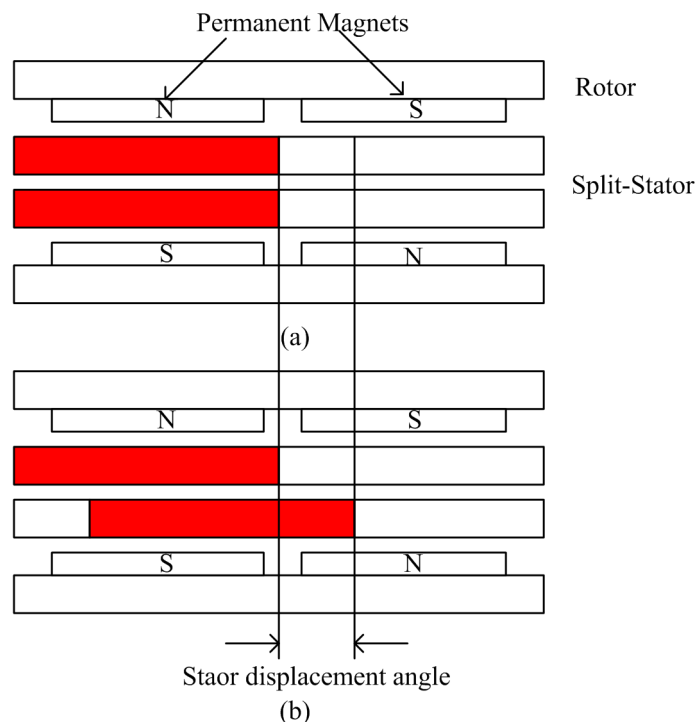 Permanent Magnets
N
S
Rotor
Split-Stator
S
N
(a)
N
S
S
N
Staor displacement angle
(b)